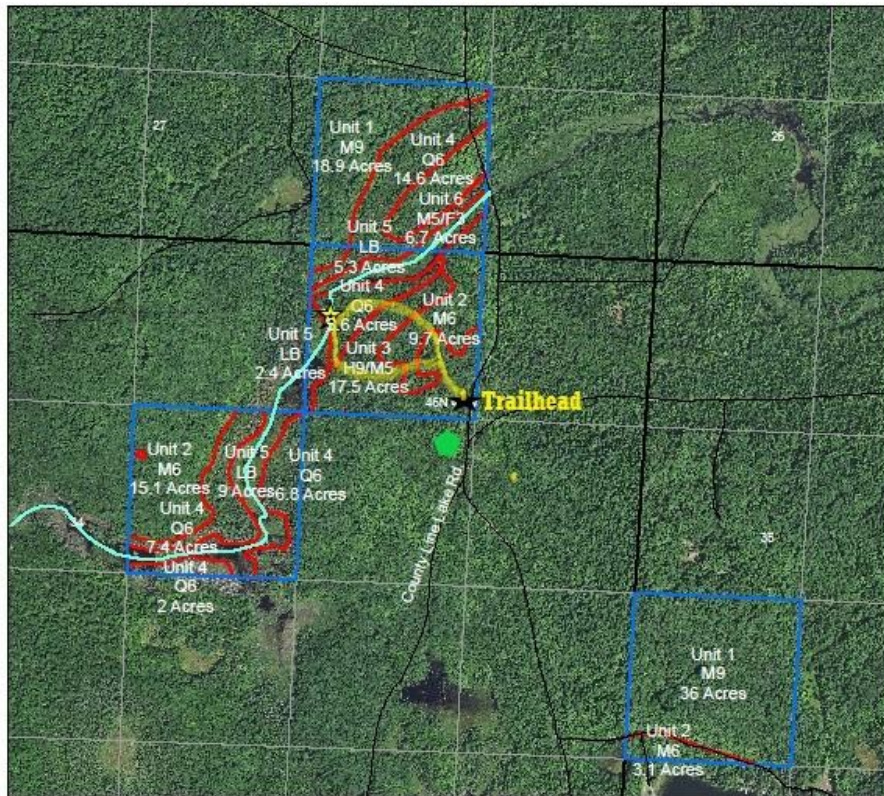 27
26
Unit 1
M9
18.9 Acres
Unit 4
Q6
14.6 Acres
Unit 6
M5/F3
6.7 Acres
Unit 5
LB
5.3 Acres
Unit 4
Q6
5.6 Acres
Unit 2
M6
9.7 Acres
Unit 5
LB
2.4 Acres
Unit 3
H9/M5
17.5 Acres
46N
Trailhead
Unit 2
M6
15.1 Acres
Unit 5
LB
9 Acres
Unit 4
Q6
6.8 Acres
Unit 4
Q6
7.4 Acres
Unit 4
Q6
2 Acres
County Line Lake Rd
Unit 1
M9
36 Acres
Unit 2
M6
3.1 Acres